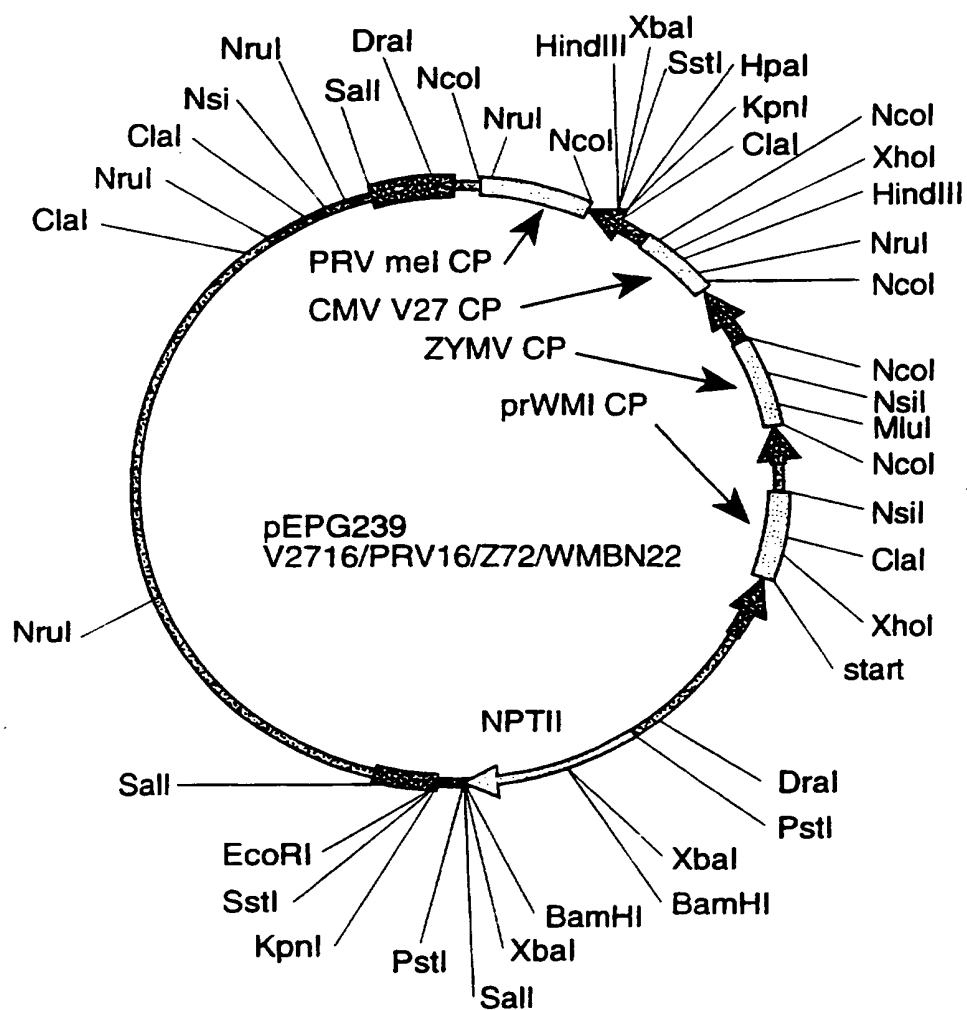 XbaI
DraI
HindIII
NruI
SstI
HpaI
NcoI
SalI
Nsi
KpnI
NcoI
NruI
NcoI
ClaI
ClaI
XhoI
NruI
HindIII
ClaI
NruI
PRV mel CP
NcoI
CMV V27 CP
ZYMV CP
NcoI
prWMI CP
NsiI
MluI
NcoI
NsiI
pEPG239
V2716/PRV16/Z72/WMBN22
ClaI
NruI
XhoI
start
NPTII
SalI
DraI
PstI
EcoRI
XbaI
SstI
BamHI
BamHI
KpnI
XbaI
PstI
SalI